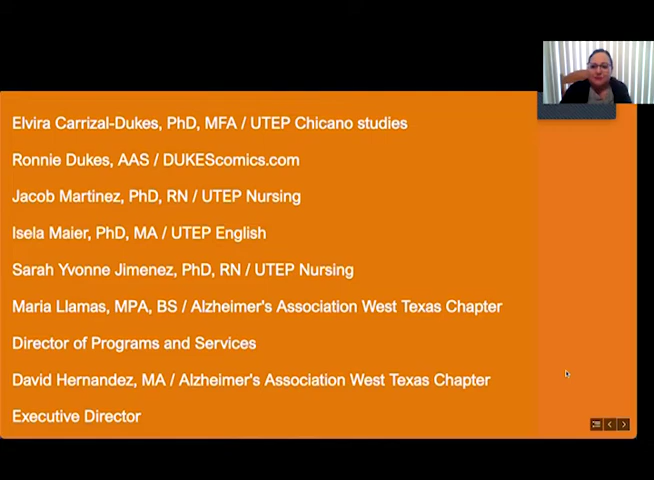 Elvira Carrizal-Dukes, PhD, MFA / UTEP Chicano studies
Ronnie Dukes, AAS / DUKEScomics.com
Jacob Martinez, PhD, RN / UTEP Nursing
Isela Maier, PhD, MA / UTEP English
Sarah Yvonne Jimenez, PhD, RN / UTEP Nursing
Maria Llamas, MPA, BS / Alzheimer's Association West Texas Chapter
Director of Programs and Services
David Hernandez, MA / Alzheimer's Association West Texas Chapter
Executive Director